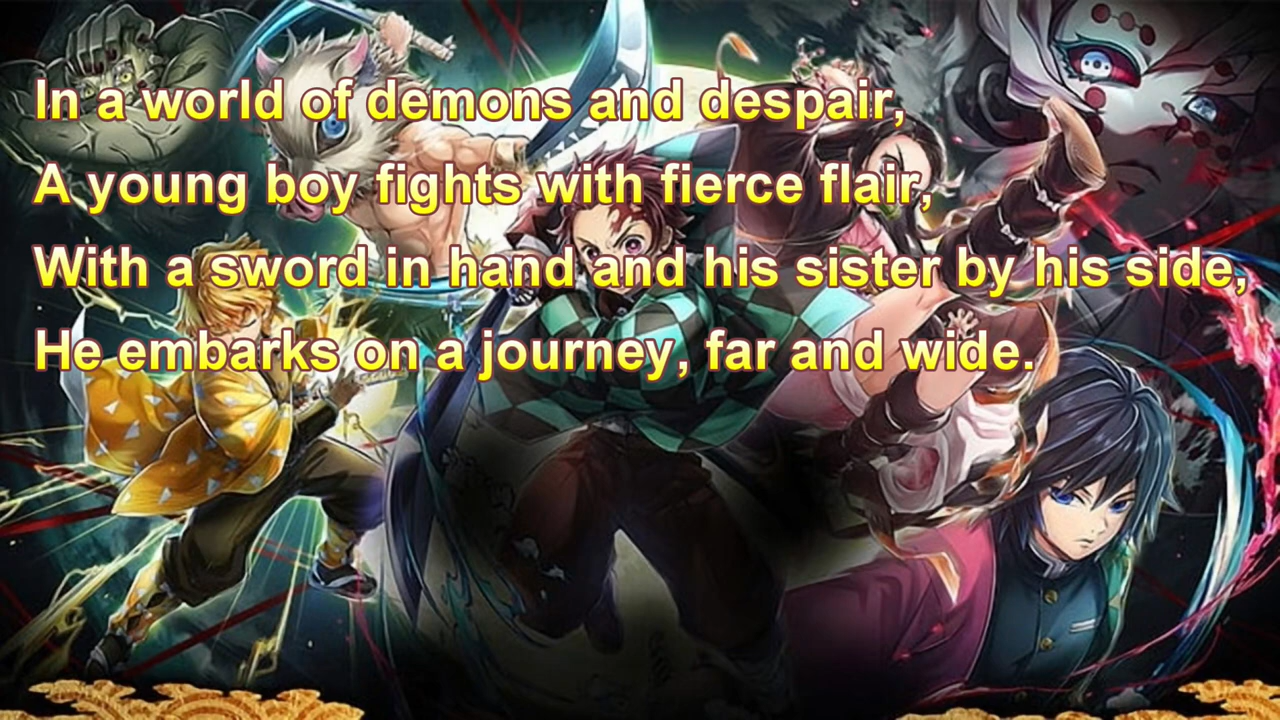 In a world of demons and despair,
A young boy fights with fierce flair,
With a sword in hand and his sister by his side,
He embarks on a journey, far and wide.